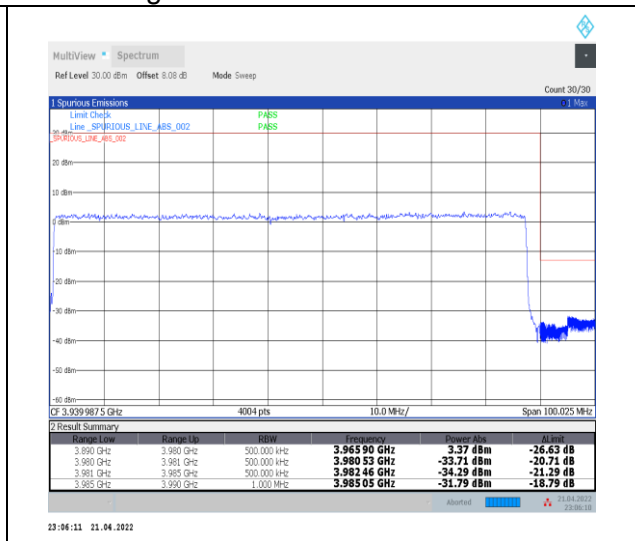 MultiView Spectrum
Ref Level 30.00 dBm Offset 8.08 dB Mode Sweep
Count 30/30
1 Spurious Emissions 1 Max
Limit Check PASS
Line _SPURIOUS_LINE_ABS_002 PASS
_SPURIOUS_LINE_ABS_002
20 dBm
10 dBm
0 dBm
-10 dBm
-20 dBm
-30 dBm
-40 dBm
-50 dBm
-60 dBm
CF 3.939 987 5 GHz 4004 pts 10.0 MHz/ Span 100.025 MHz
2 Result Summary
Range Low Range Up RBW Frequency Power Abs ΔLimit
3.890 GHz 3.980 GHz 500.000 kHz 3.965 90 GHz 3.37 dBm -26.63 dB
3.980 GHz 3.981 GHz 500.000 kHz 3.980 53 GHz -33.71 dBm -20.71 dB
3.981 GHz 3.985 GHz 500.000 kHz 3.982 46 GHz -34.29 dBm -21.29 dB
3.985 GHz 3.990 GHz 1.000 MHz 3.985 05 GHz -31.79 dBm -18.79 dB
Aborted 21.04.2022
23:06:10
23:06:11 21.04.2022